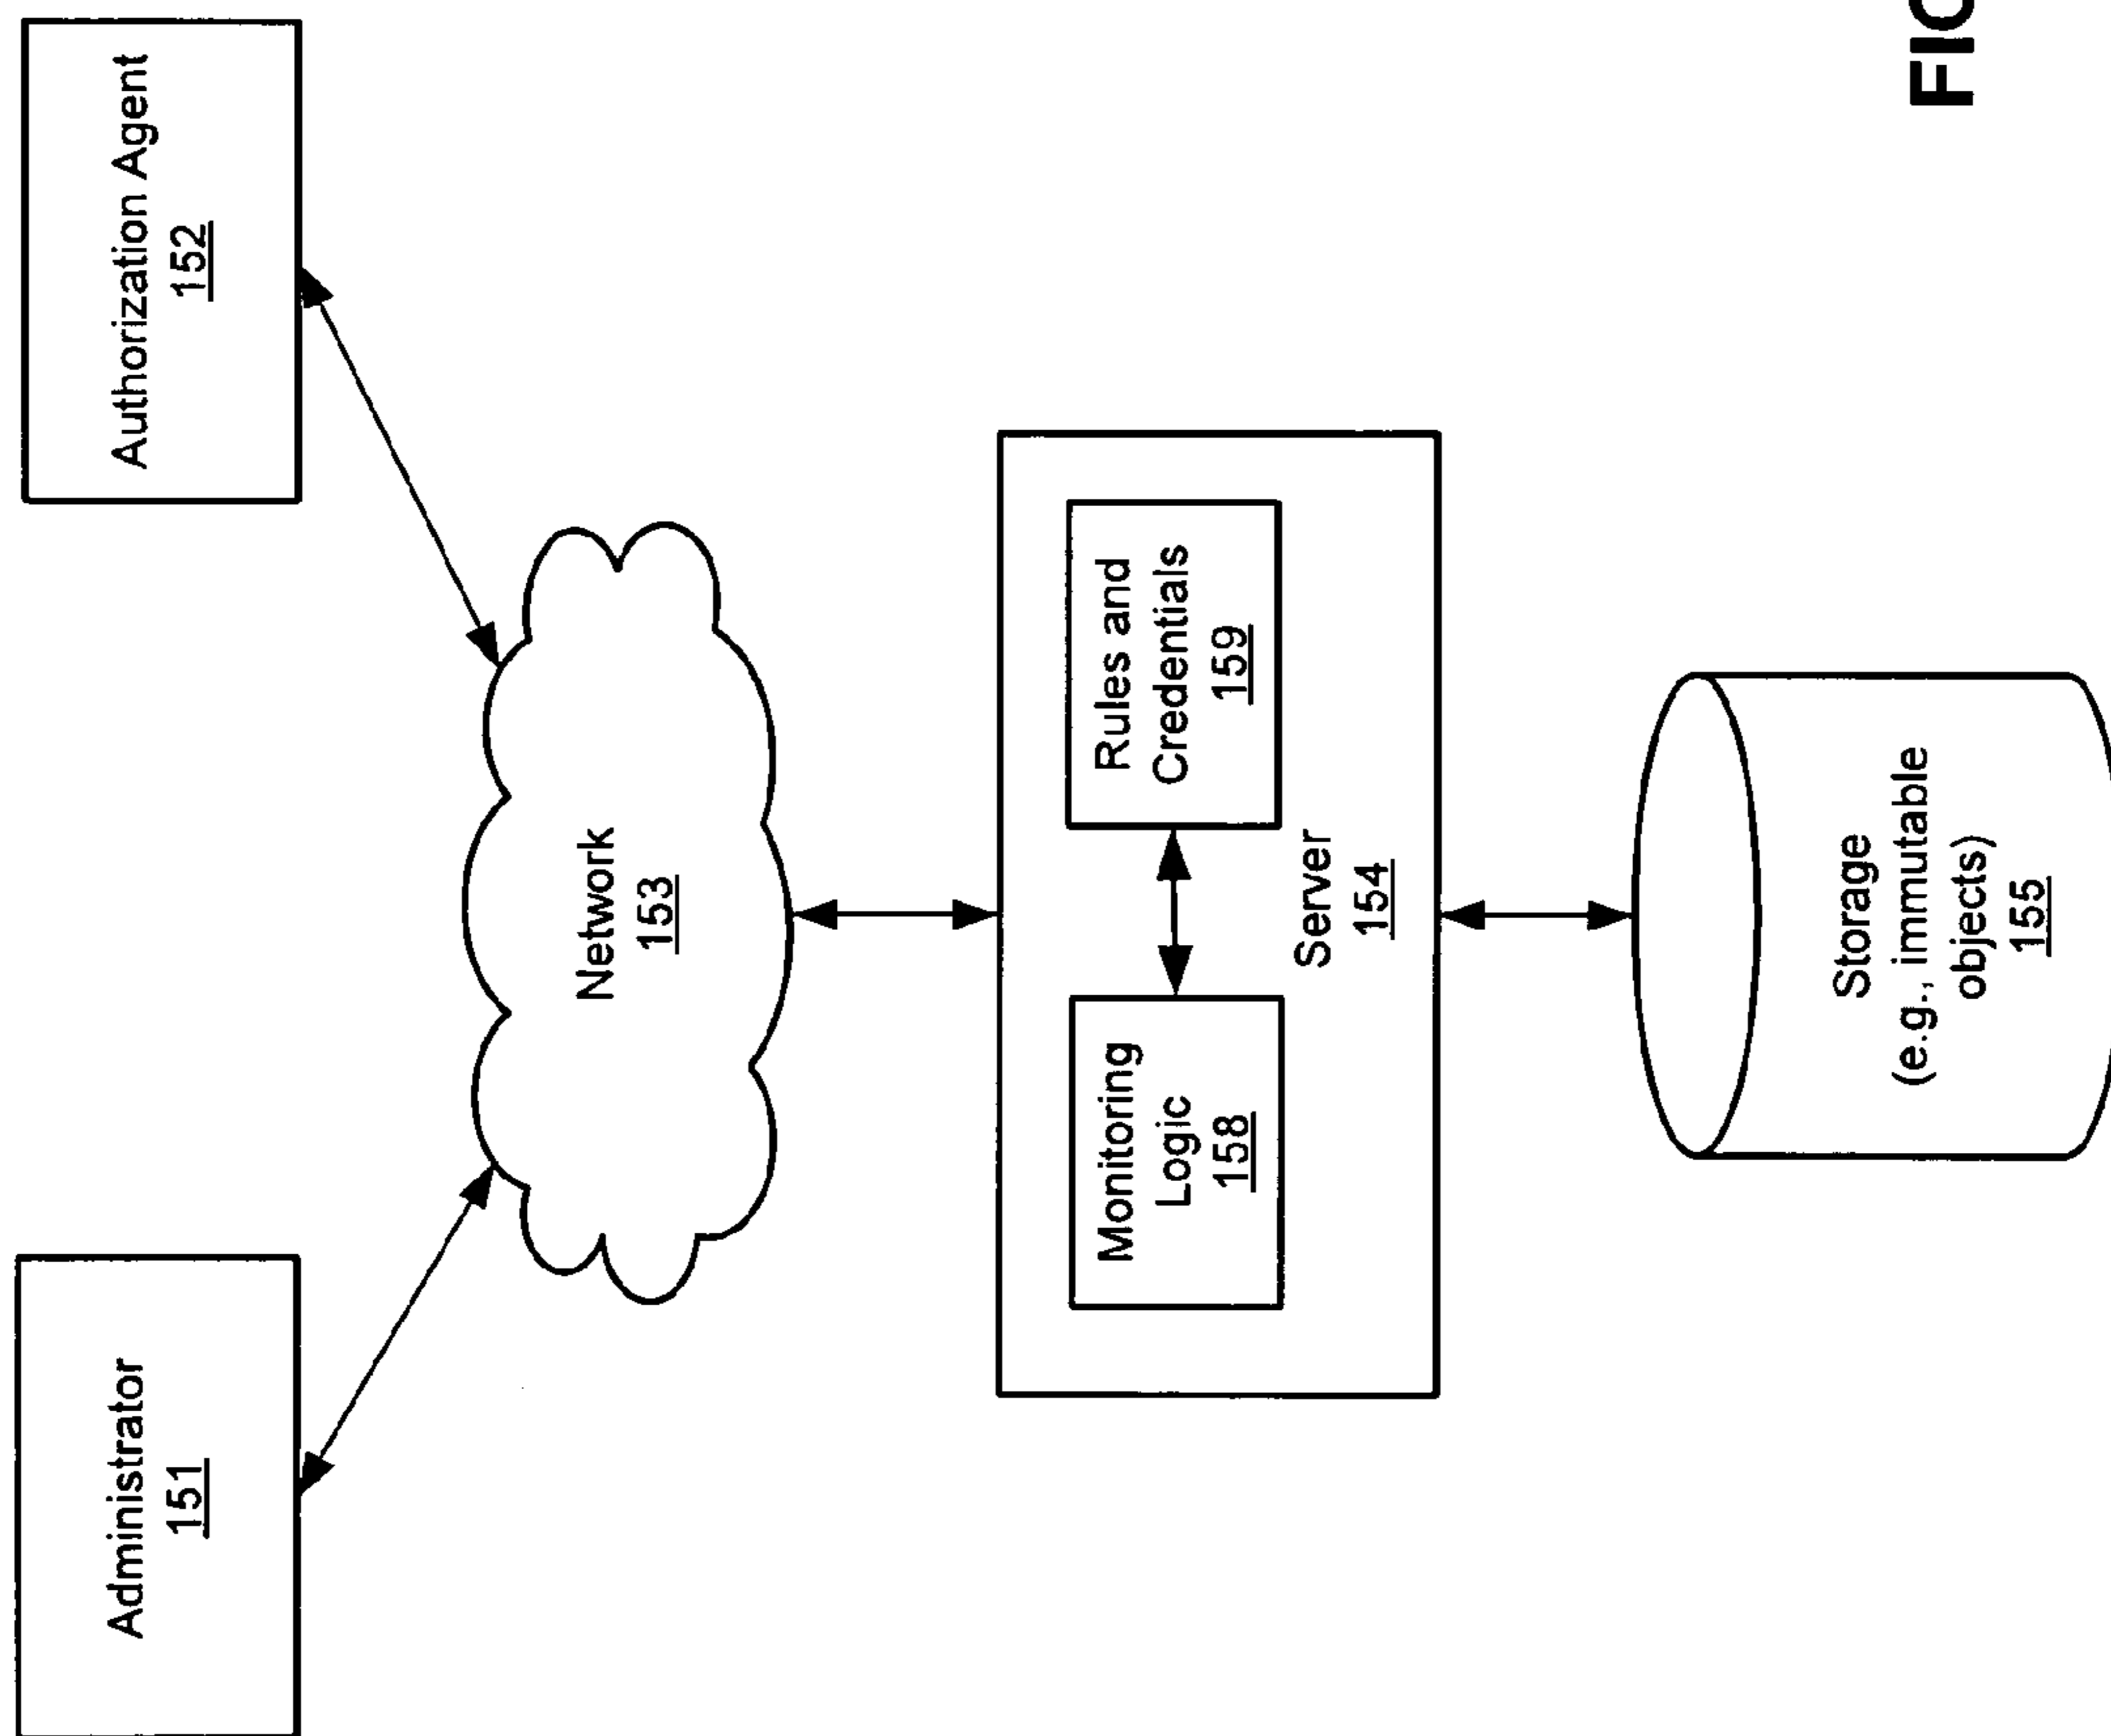 Administrator
151
Authorization Agent
152
Network
153
Monitoring
Logic
158
Rules and
Credentials
159
Server
154
Storage
(e.g., immutable
objects)
155